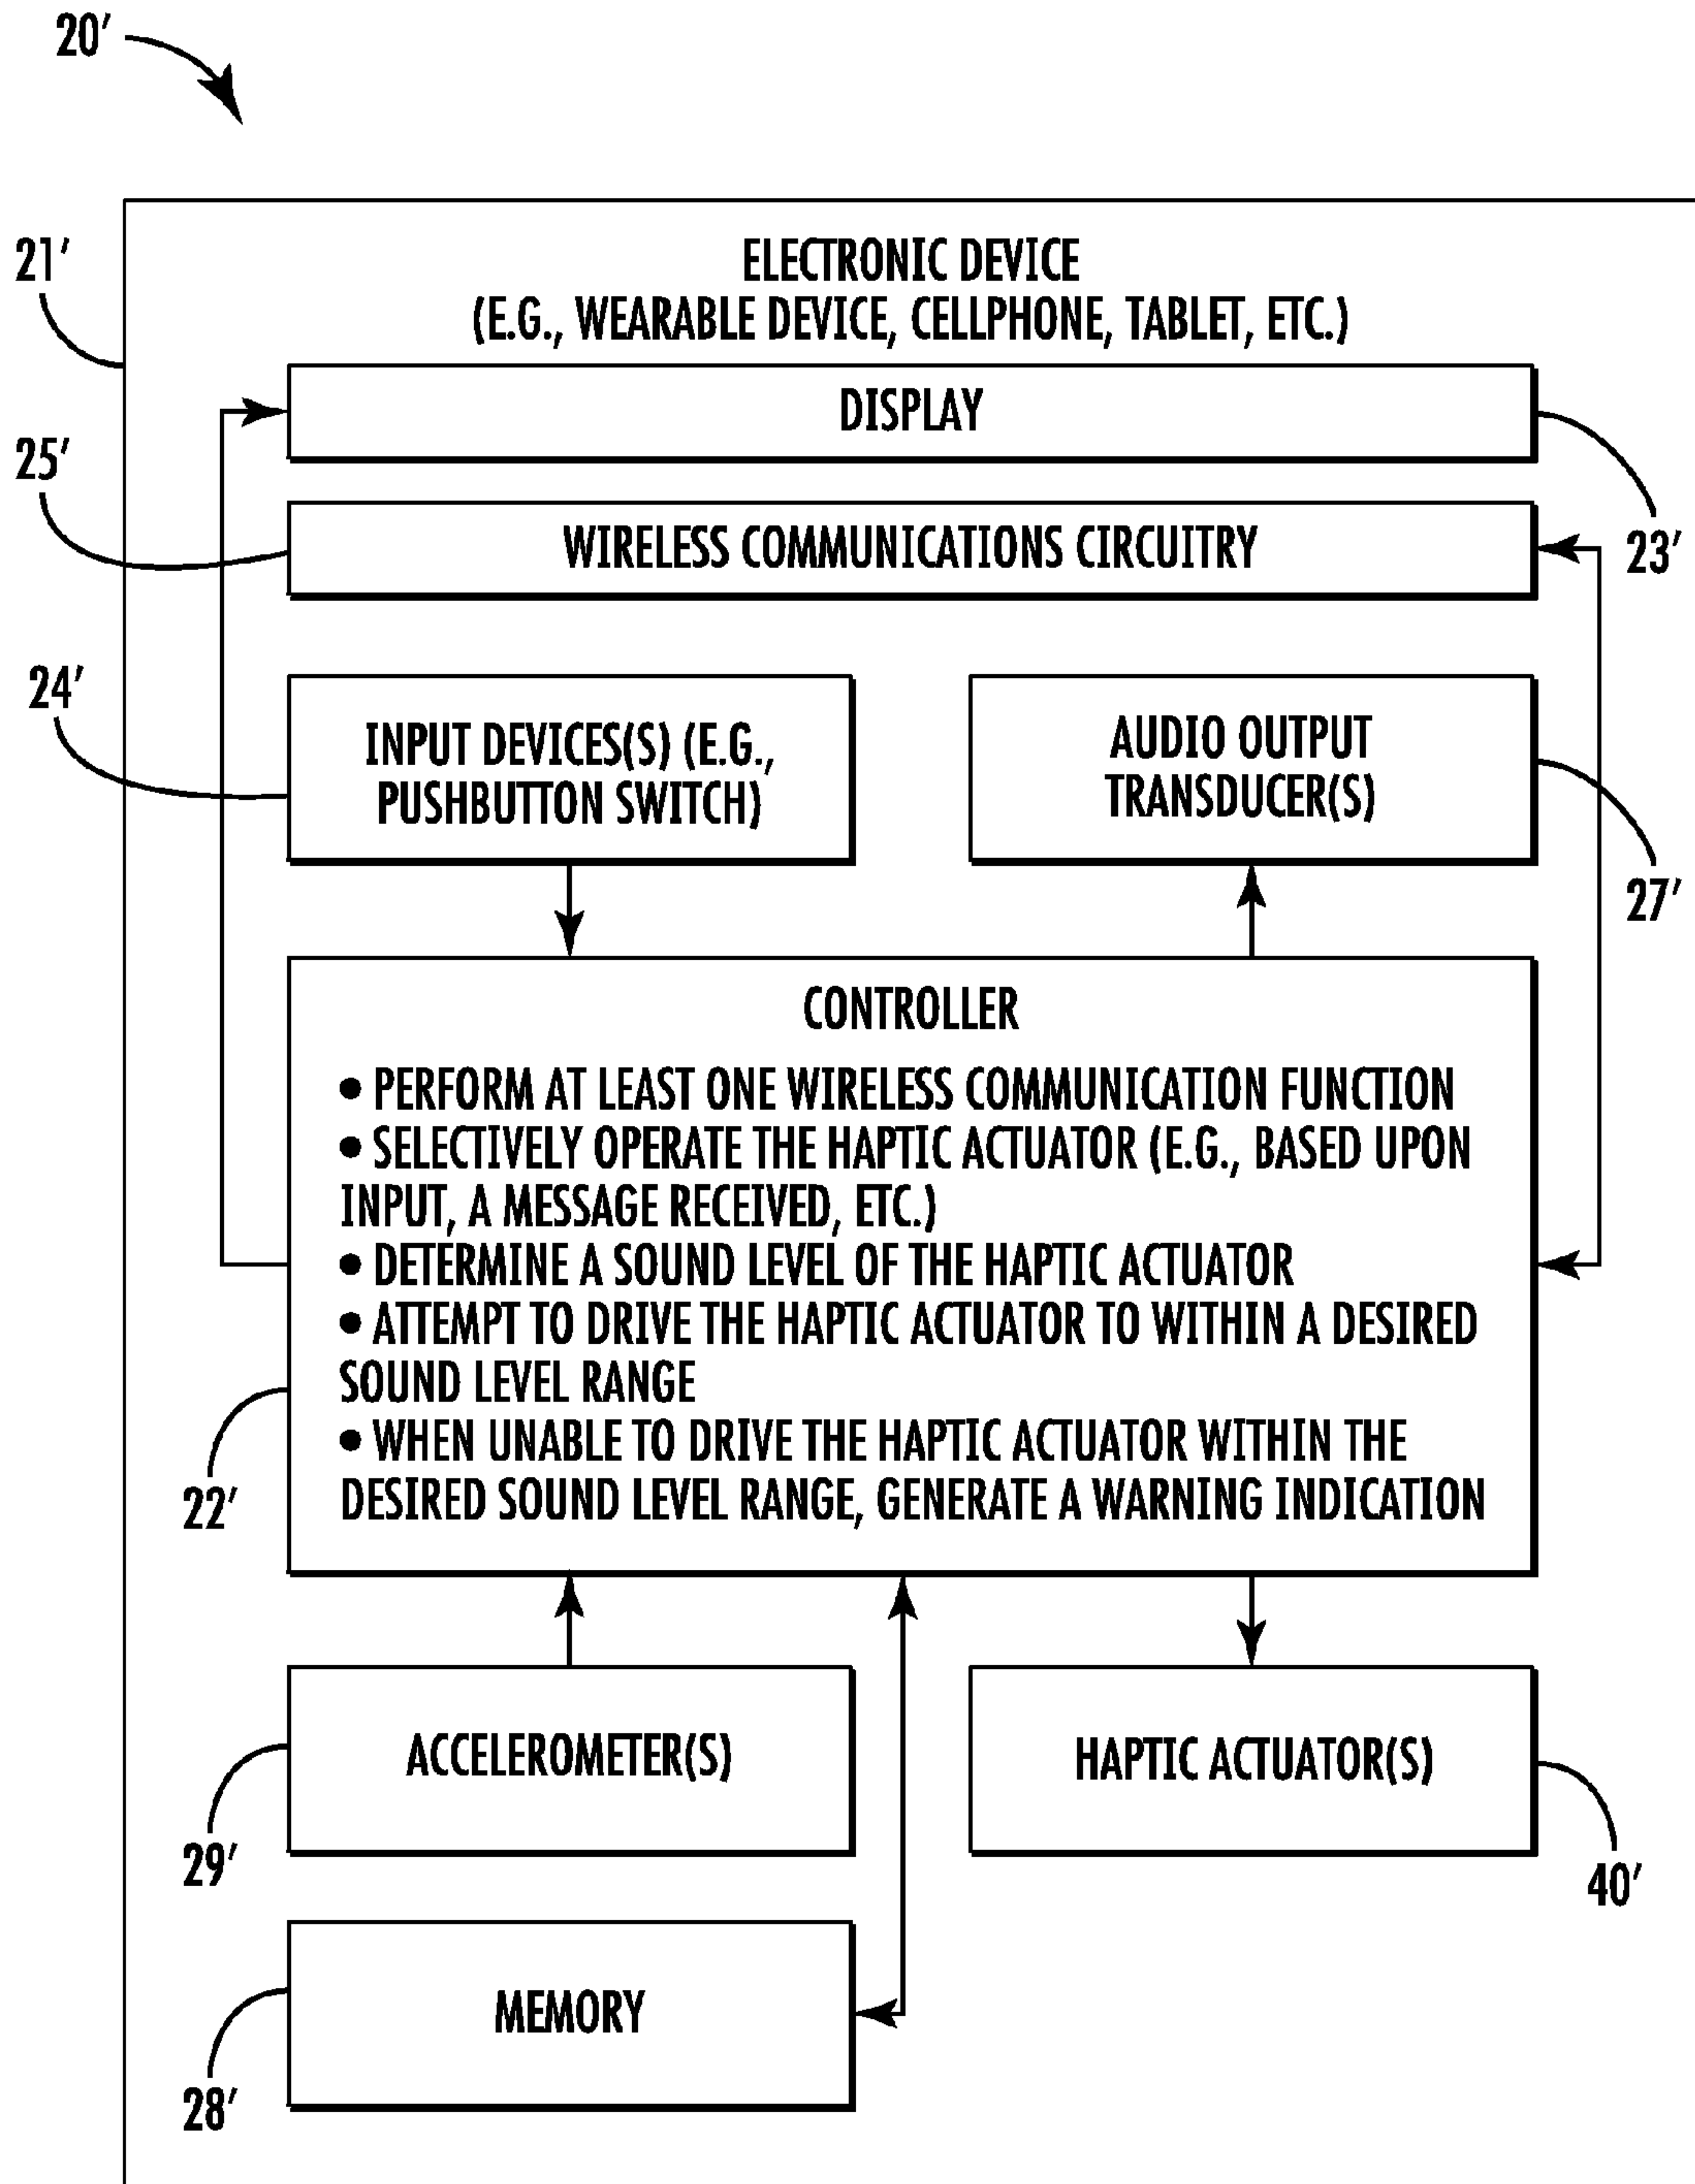 20′
21′
ELECTRONIC DEVICE
(E.G., WEARABLE DEVICE, CELLPHONE, TABLET, ETC.)
DISPLAY
25′
WIRELESS COMMUNICATIONS CIRCUITRY
23′
24′
INPUT DEVICES(S) (E.G.,
PUSHBUTTON SWITCH)
AUDIO OUTPUT
TRANSDUCER(S)
27′
CONTROLLER
• PERFORM AT LEAST ONE WIRELESS COMMUNICATION FUNCTION
• SELECTIVELY OPERATE THE HAPTIC ACTUATOR (E.G., BASED UPON
INPUT, A MESSAGE RECEIVED, ETC.)
• DETERMINE A SOUND LEVEL OF THE HAPTIC ACTUATOR
• ATTEMPT TO DRIVE THE HAPTIC ACTUATOR TO WITHIN A DESIRED
SOUND LEVEL RANGE
• WHEN UNABLE TO DRIVE THE HAPTIC ACTUATOR WITHIN THE
DESIRED SOUND LEVEL RANGE, GENERATE A WARNING INDICATION
22′
ACCELEROMETER(S)
HAPTIC ACTUATOR(S)
29′
40′
MEMORY
28′